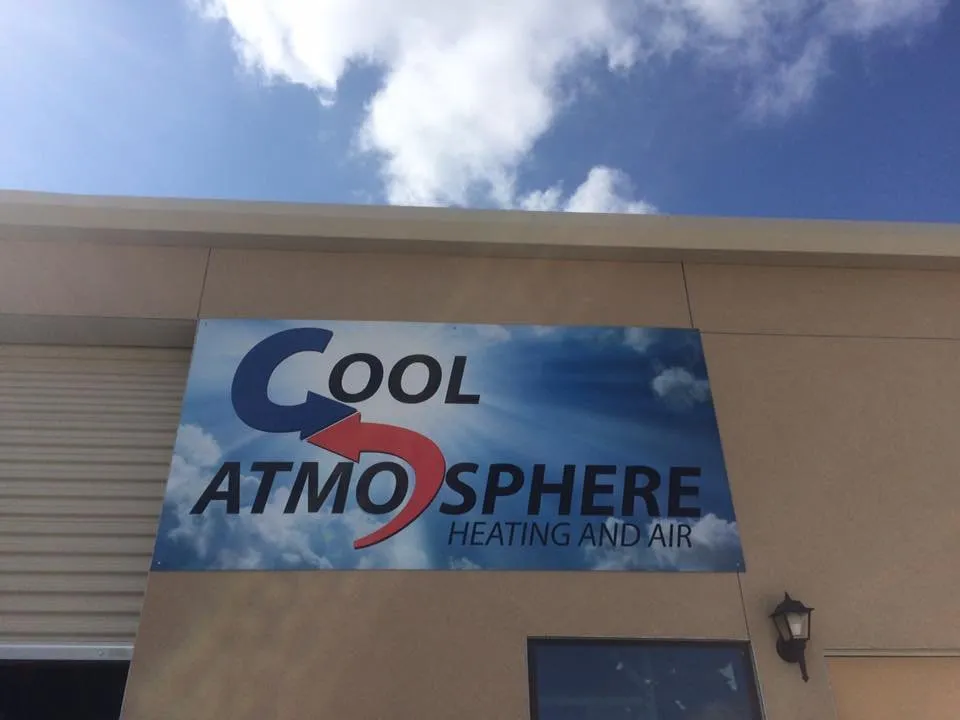 COOL
ATMOSPHERE
HEATING AND AIR